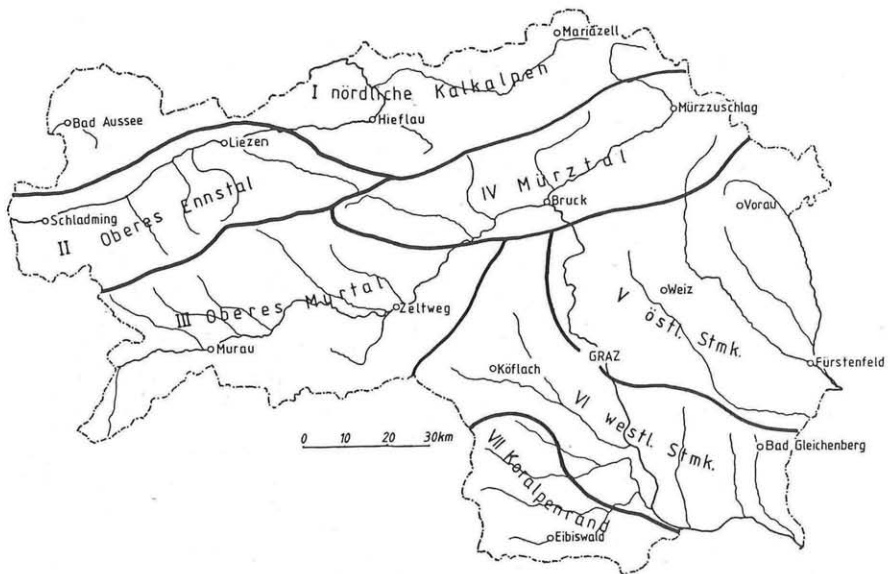 Mariazell
I nördliche Kalkalpen
Bad Aussee
Hieflau
Mürzzuschlag
Liezen
IV Mürztal
Schladming
II Oberes Ennstal
Bruck
Vorau
III Oberes Murtal
Zeltweg
Weiz
V östl. Stmk.
Murau
GRAZ
Fürstenfeld
Köflach
VI westl. Stmk.
0 10 20 30km
Bad Gleichenberg
VII Koralpenrand
Eibiswald